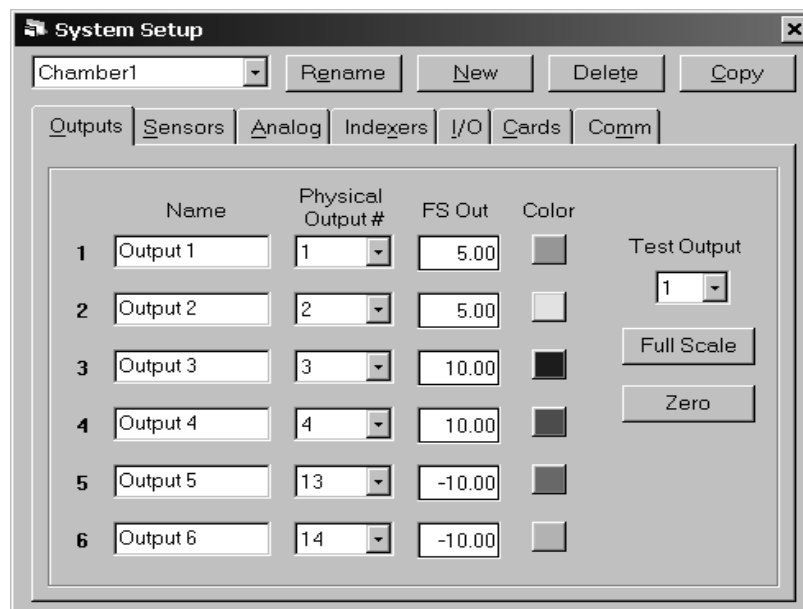 System Setup
Chamber1 Rename New Delete Copy
Outputs Sensors Analog Indexers I/O Cards Comm
Name Physical Output # FS Out Color
1 Output 1 1 5.00
Test Output
1
2 Output 2 2 5.00
Full Scale
3 Output 3 3 10.00
Zero
4 Output 4 4 10.00
5 Output 5 13 -10.00
6 Output 6 14 -10.00